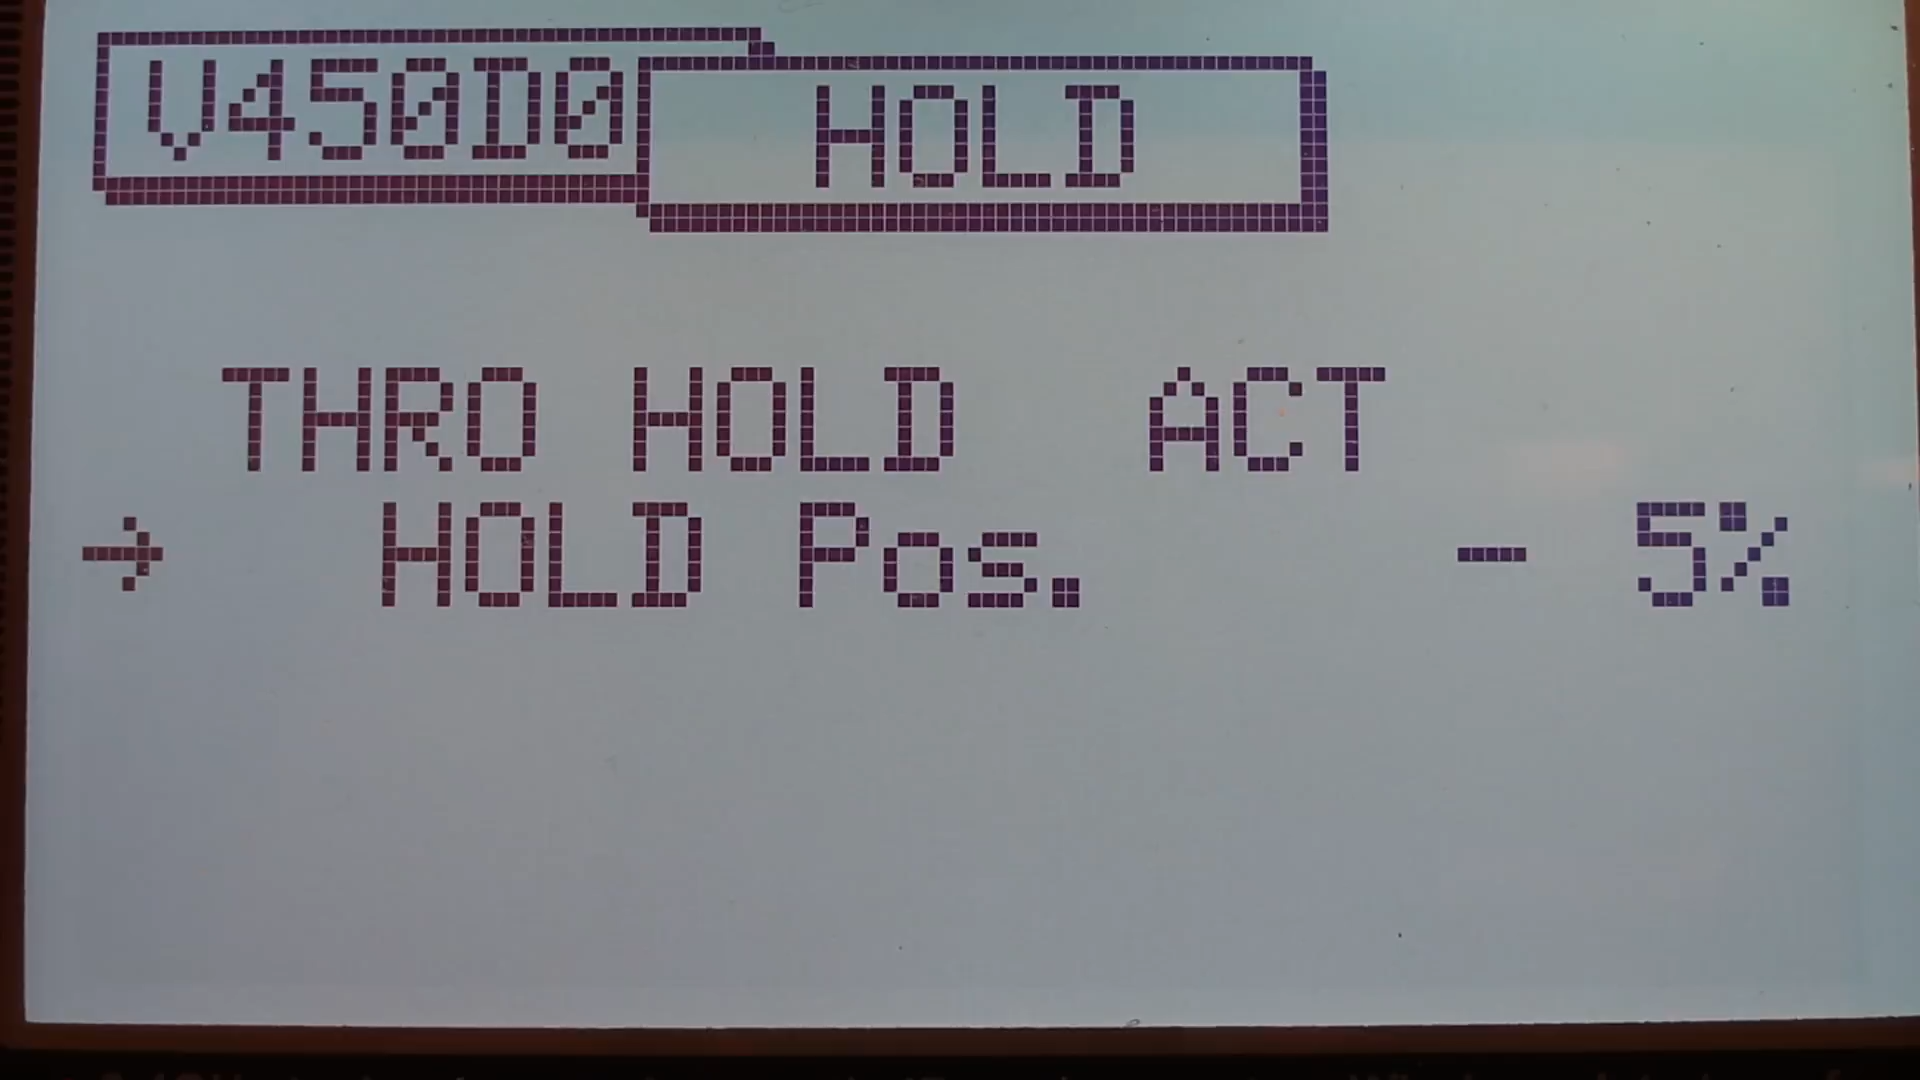 V450D0 HOLD
THRO HOLD ACT
→ HOLD Pos. - 5%